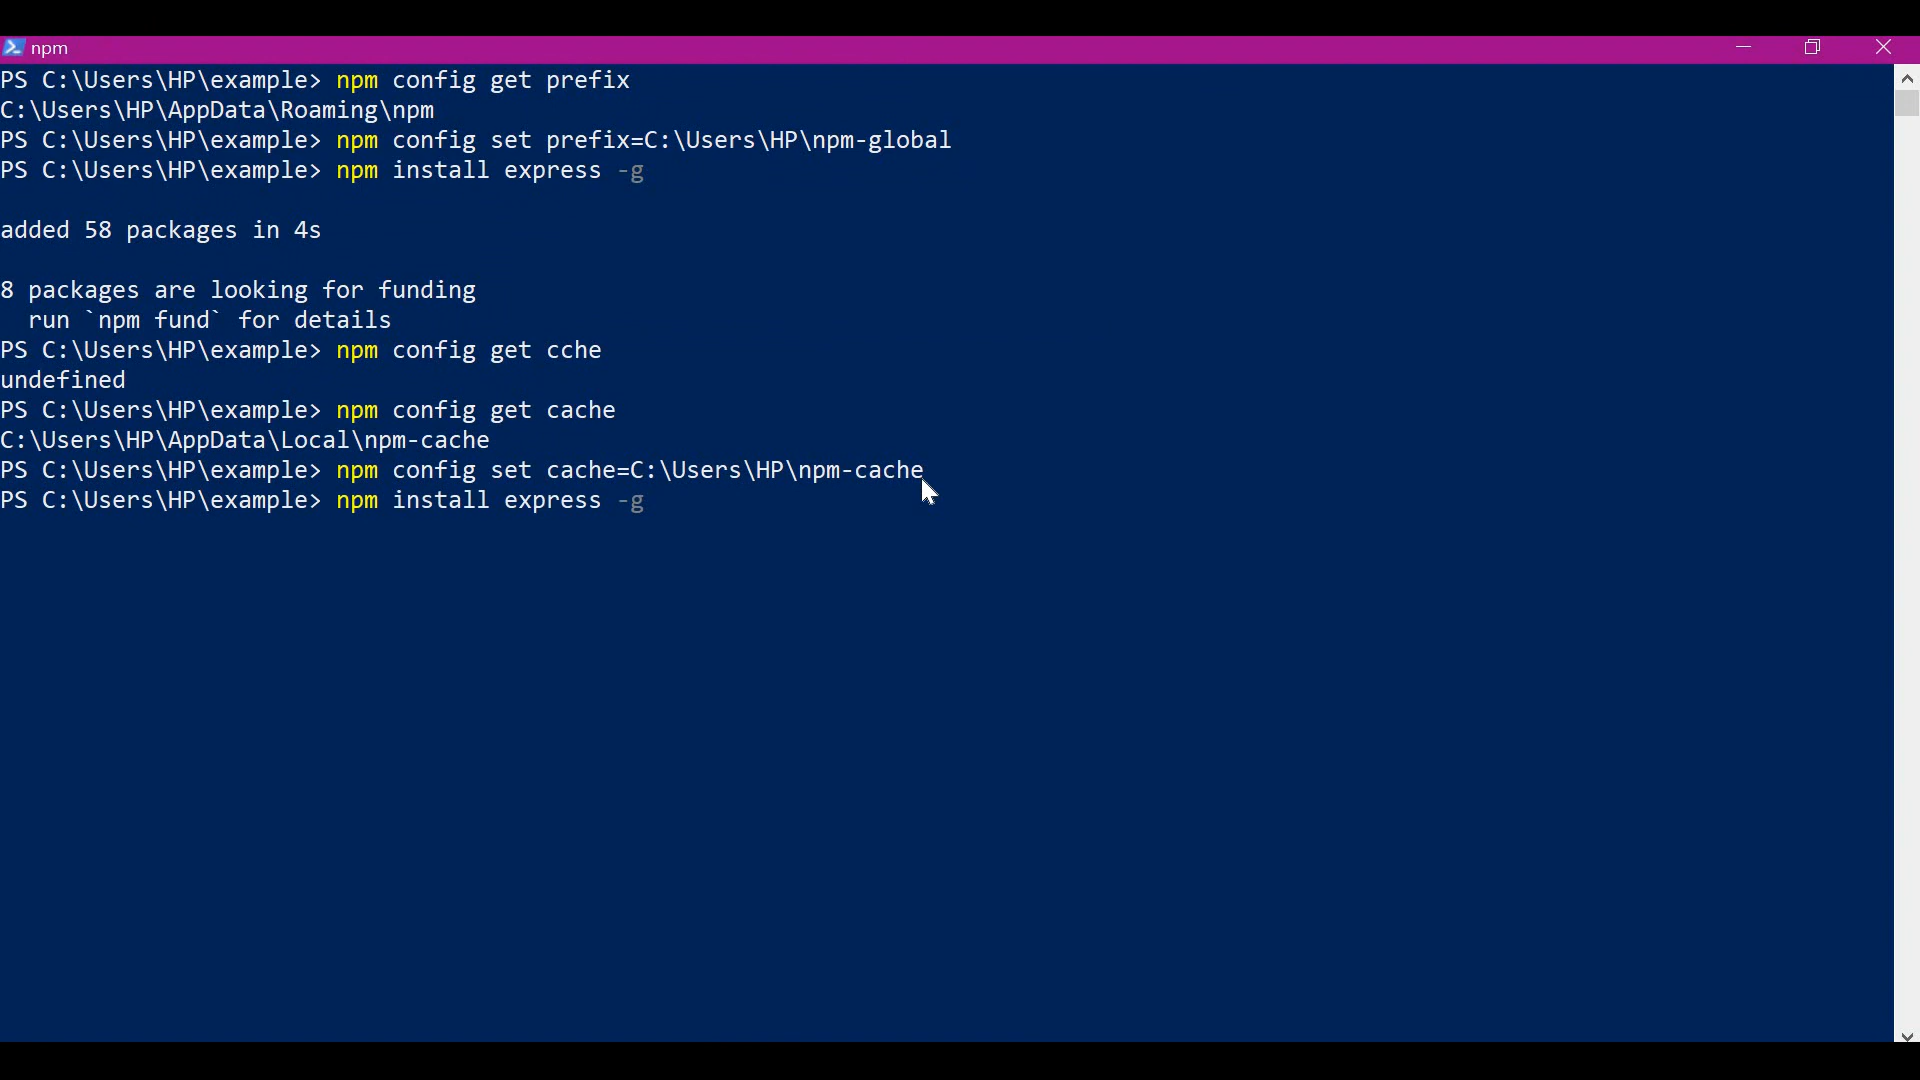 npm
PS C:\Users\HP\example> npm config get prefix
C:\Users\HP\AppData\Roaming\npm
PS C:\Users\HP\example> npm config set prefix=C:\Users\HP\npm-global
PS C:\Users\HP\example> npm install express -g
added 58 packages in 4s
8 packages are looking for funding
  run `npm fund` for details
PS C:\Users\HP\example> npm config get cche
undefined
PS C:\Users\HP\example> npm config get cache
C:\Users\HP\AppData\Local\npm-cache
PS C:\Users\HP\example> npm config set cache=C:\Users\HP\npm-cache
PS C:\Users\HP\example> npm install express -g